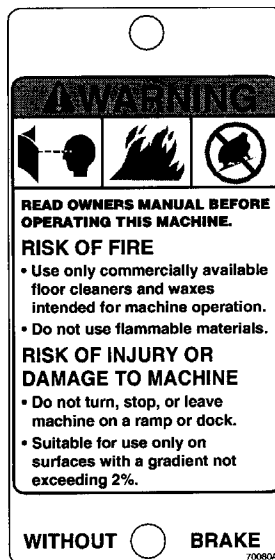 WARNING
READ OWNERS MANUAL BEFORE
OPERATING THIS MACHINE.
RISK OF FIRE
• Use only commercially available
floor cleaners and waxes
intended for machine operation.
• Do not use flammable materials.
RISK OF INJURY OR
DAMAGE TO MACHINE
• Do not turn, stop, or leave
machine on a ramp or dock.
• Suitable for use only on
surfaces with a gradient not
exceeding 2%.
WITHOUT BRAKE